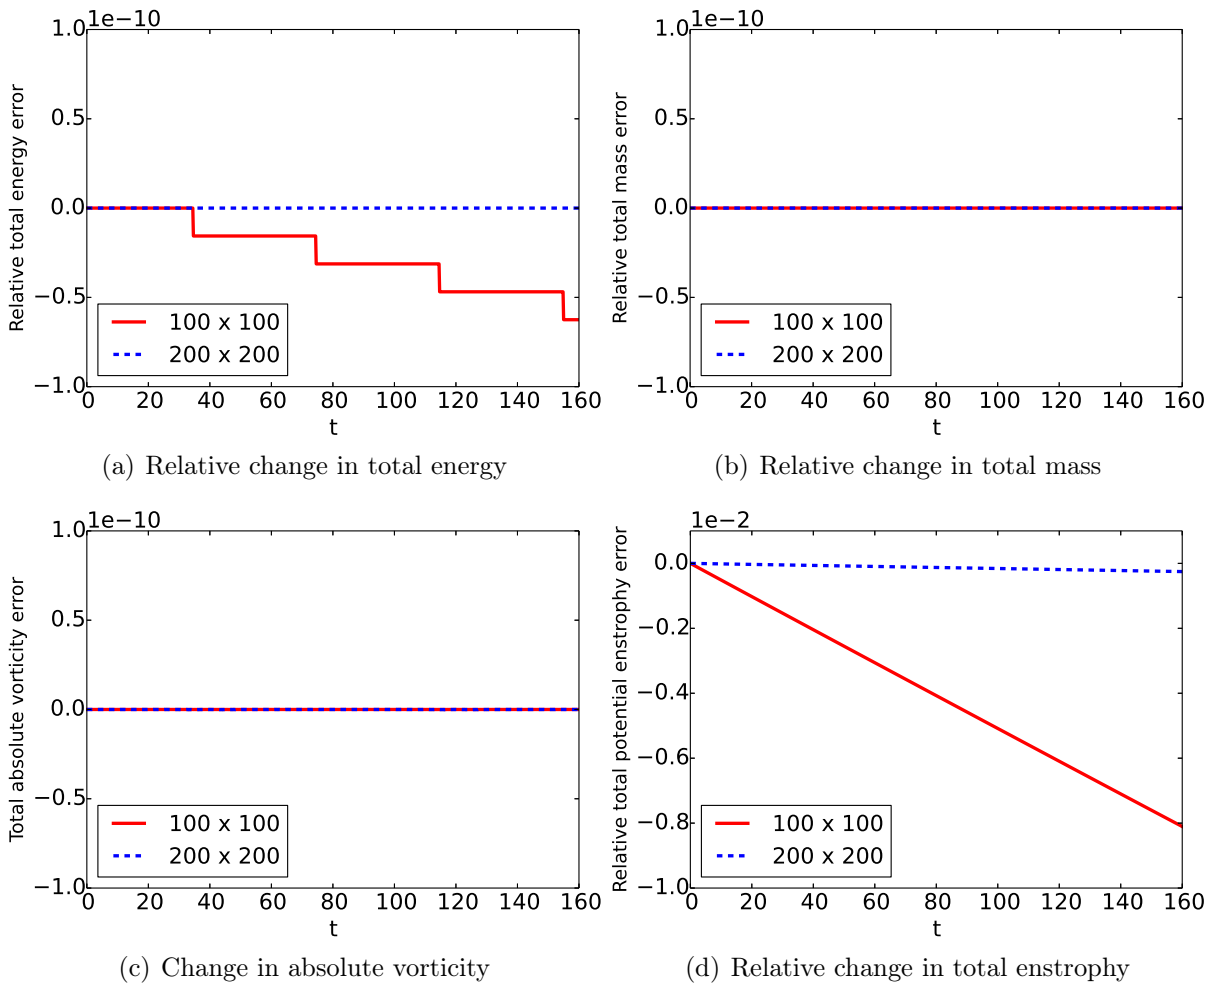 1e−10
Relative total energy error
1.0
0.5
0.0
−0.5
−1.0
100 x 100
200 x 200
0 20 40 60 80 100 120 140 160
t
(a) Relative change in total energy
1e−10
Relative total mass error
1.0
0.5
0.0
−0.5
−1.0
100 x 100
200 x 200
0 20 40 60 80 100 120 140 160
t
(b) Relative change in total mass
1e−10
Total absolute vorticity error
1.0
0.5
0.0
−0.5
−1.0
100 x 100
200 x 200
0 20 40 60 80 100 120 140 160
t
(c) Change in absolute vorticity
1e−2
Relative total potential enstrophy error
0.0
−0.2
−0.4
−0.6
−0.8
−1.0
100 x 100
200 x 200
0 20 40 60 80 100 120 140 160
t
(d) Relative change in total enstrophy